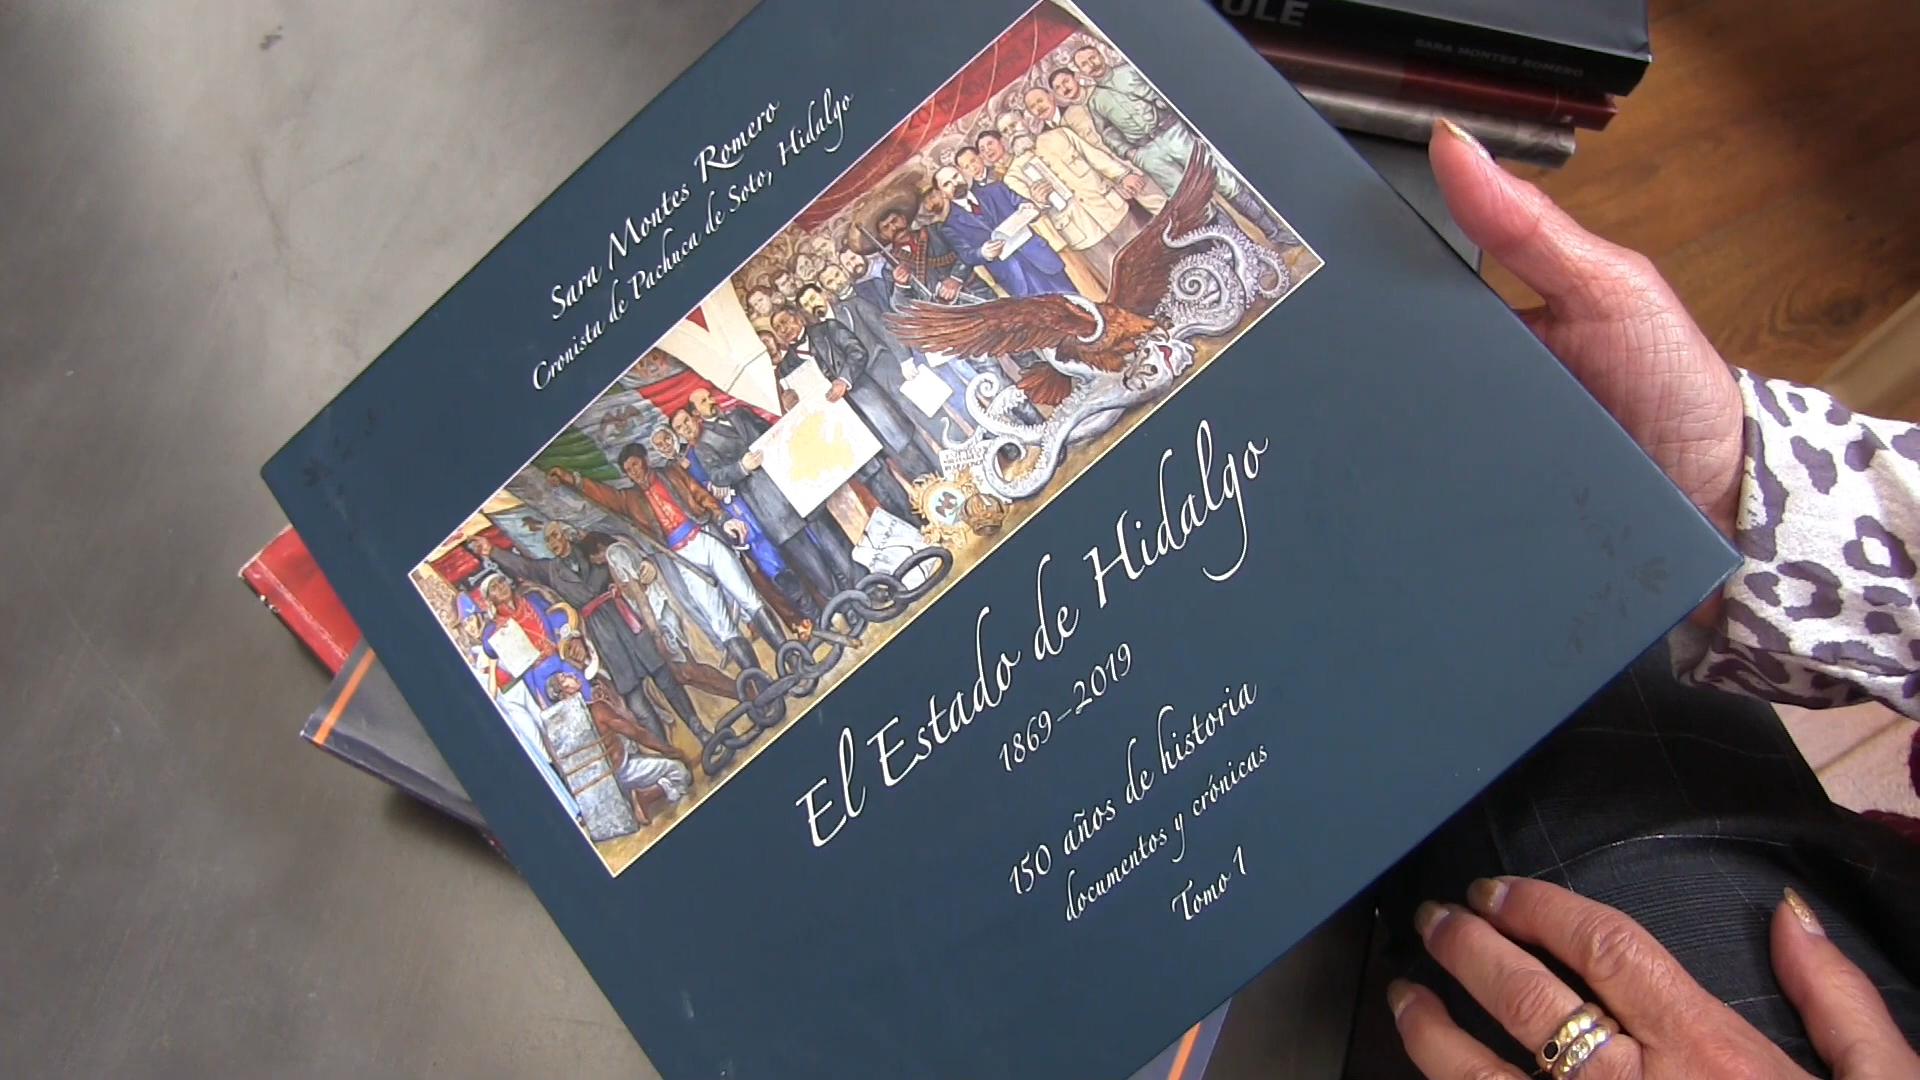 Sara Montes Romero
Cronista de Pachuca de Soto, Hidalgo
El Estado de Hidalgo
1869-2019
150 años de historia
documentos y crónicas
Tomo 1
ULE
SARA MONTES ROMERO